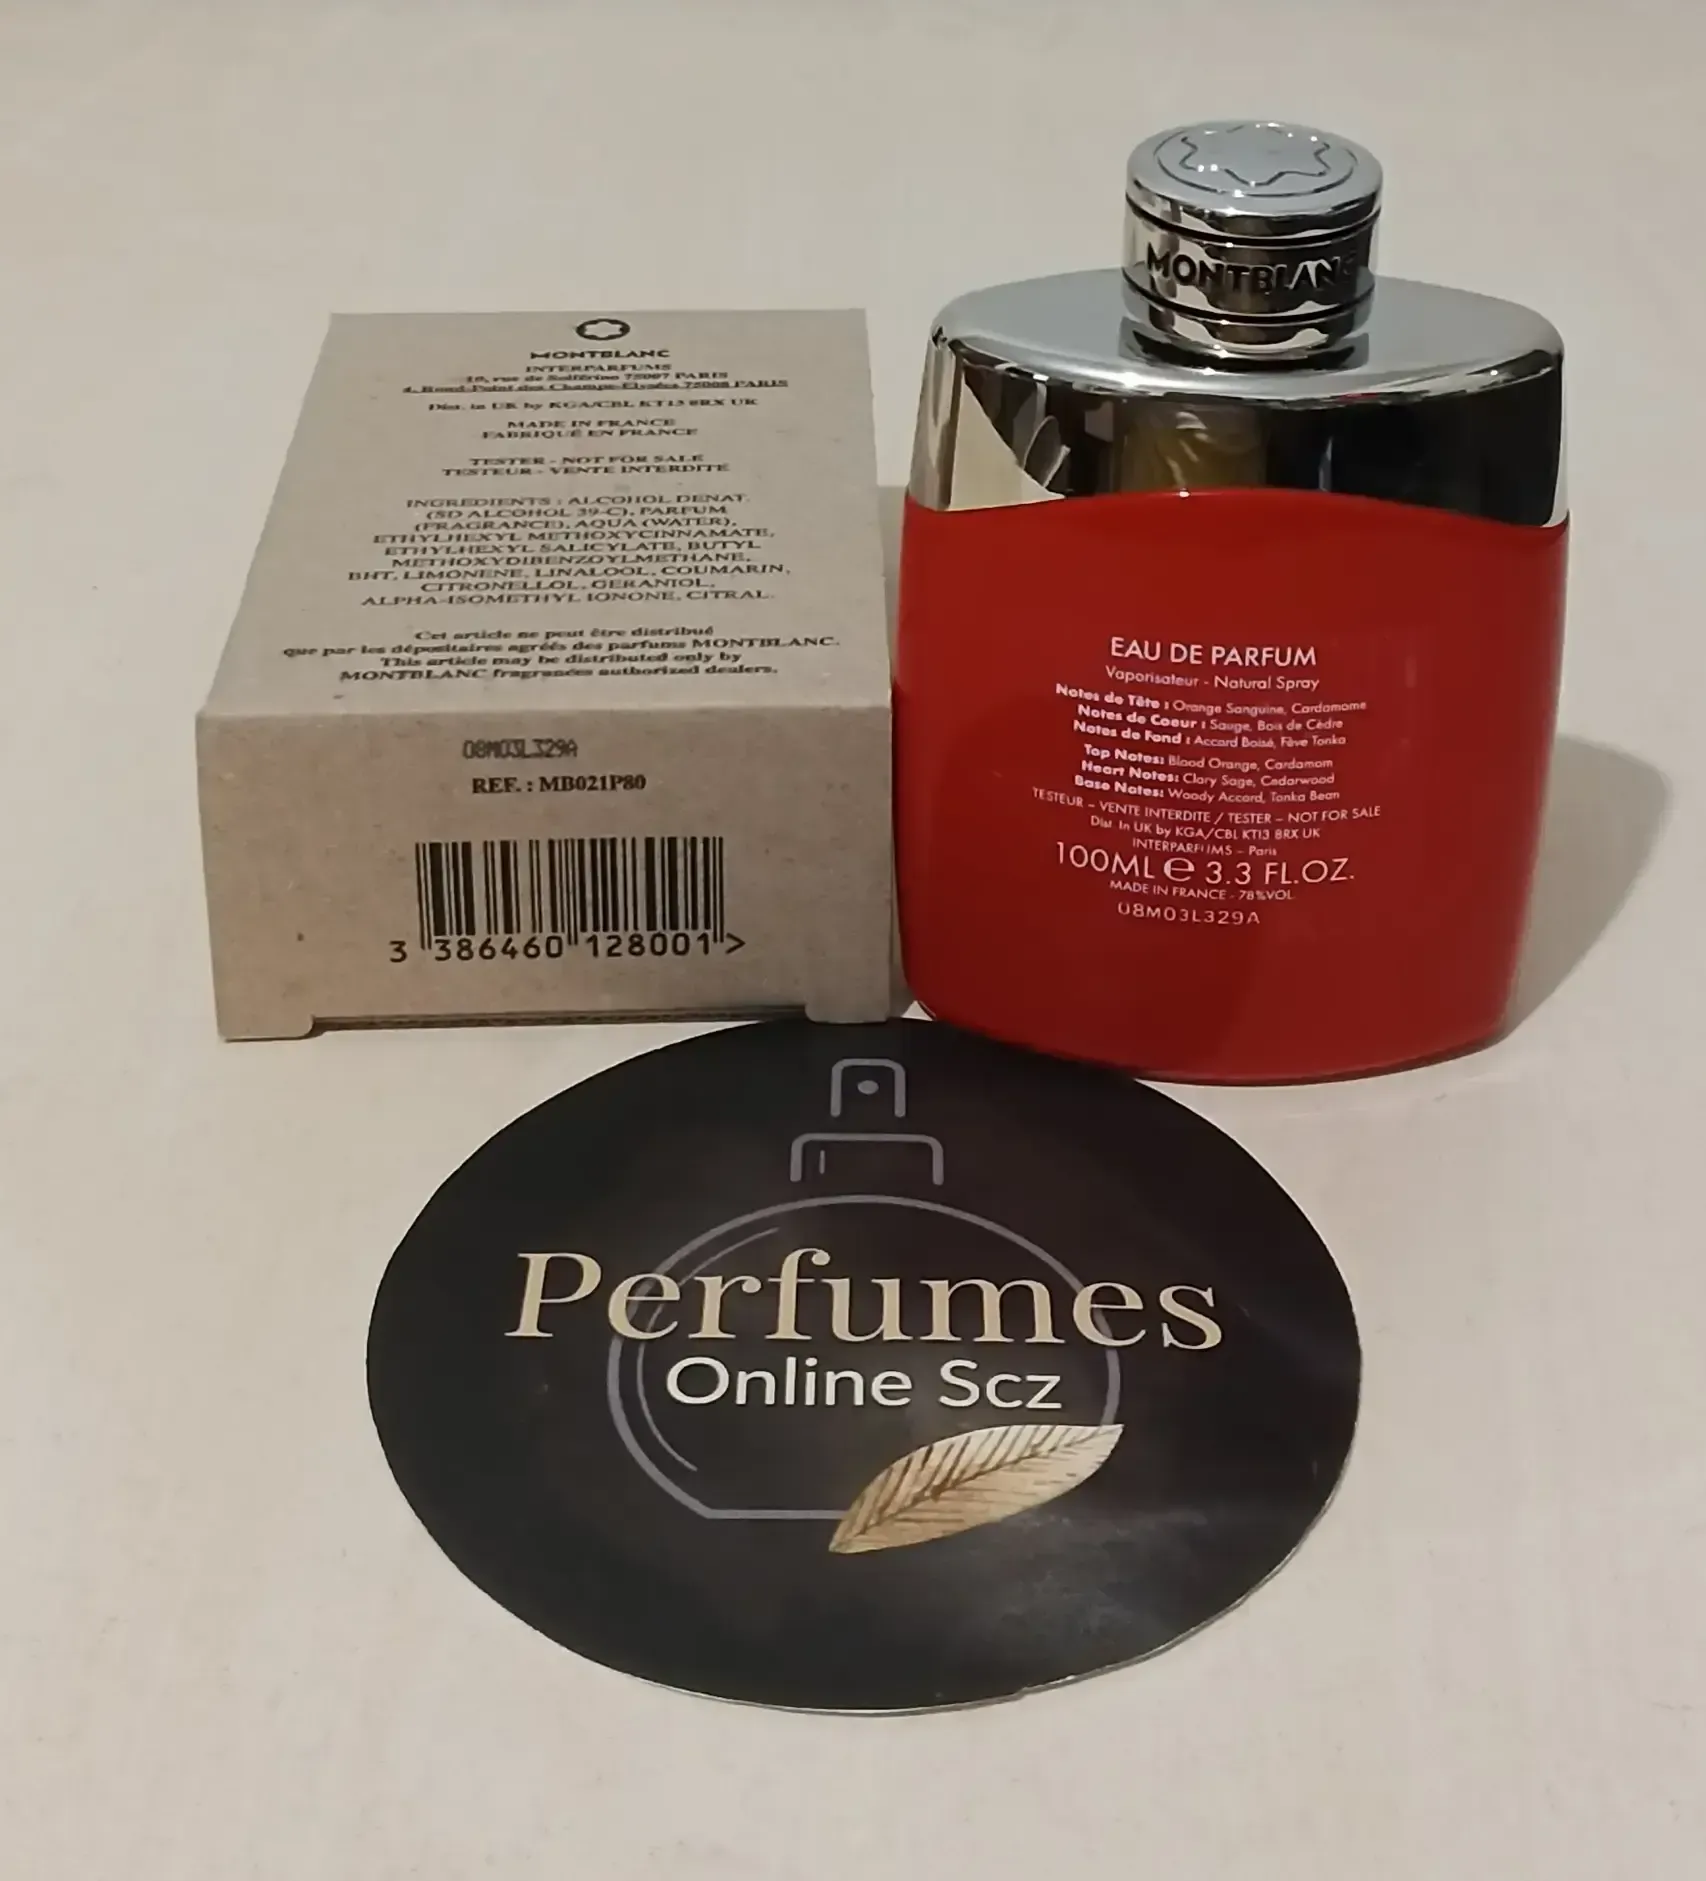 MONTBLANC
INTERPARFUMS
10, rue de Solférino 75007 PARIS
4, Rond-Point des Champs-Elysées 75008 PARIS
Dist. in UK by KGA/CBL KT13 8RX UK
MADE IN FRANCE
FABRIQUÉ EN FRANCE
TESTER - NOT FOR SALE
TESTEUR - VENTE INTERDITE
INGREDIENTS : ALCOHOL DENAT.
(SD ALCOHOL 39-C), PARFUM
(FRAGRANCE), AQUA (WATER),
ETHYLHEXYL METHOXYCINNAMATE,
ETHYLHEXYL SALICYLATE, BUTYL
METHOXYDIBENZOYLMETHANE,
BHT, LIMONENE, LINALOOL, COUMARIN,
CITRONELLOL, GERANIOL,
ALPHA-ISOMETHYL IONONE, CITRAL.
Cet article ne peut être distribué
que par les dépositaires agréés des parfums MONTBLANC.
This article may be distributed only by
MONTBLANC fragrances authorized dealers.
08M03L329A
REF. : MB021P80
3 386460 128001 >
MONTBLANC
EAU DE PARFUM
Vaporisateur - Natural Spray
Notes de Tête : Orange Sanguine, Cardamome
Notes de Coeur : Sauge, Bois de Cèdre
Notes de Fond : Accord Boisé, Fève Tonka
Top Notes: Blood Orange, Cardamom
Heart Notes: Clary Sage, Cedarwood
Base Notes: Woody Accord, Tonka Bean
TESTEUR - VENTE INTERDITE / TESTER - NOT FOR SALE
Dist. In UK by KGA/CBL KT13 8RX UK
INTERPARFUMS - Paris
100ML e 3.3 FL.OZ.
MADE IN FRANCE - 78%VOL
08M03L329A
Perfumes
Online Scz